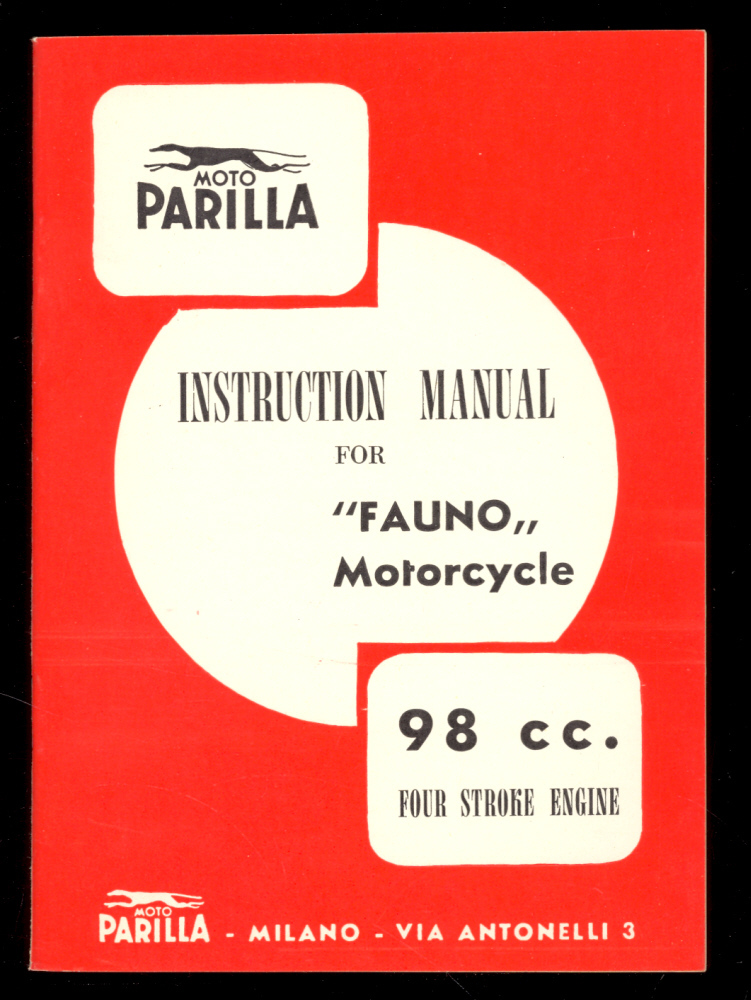 MOTO
PARILLA
INSTRUCTION MANUAL
FOR
"FAUNO„
Motorcycle
98 cc.
FOUR STROKE ENGINE
MOTO
PARILLA - MILANO - VIA ANTONELLI 3